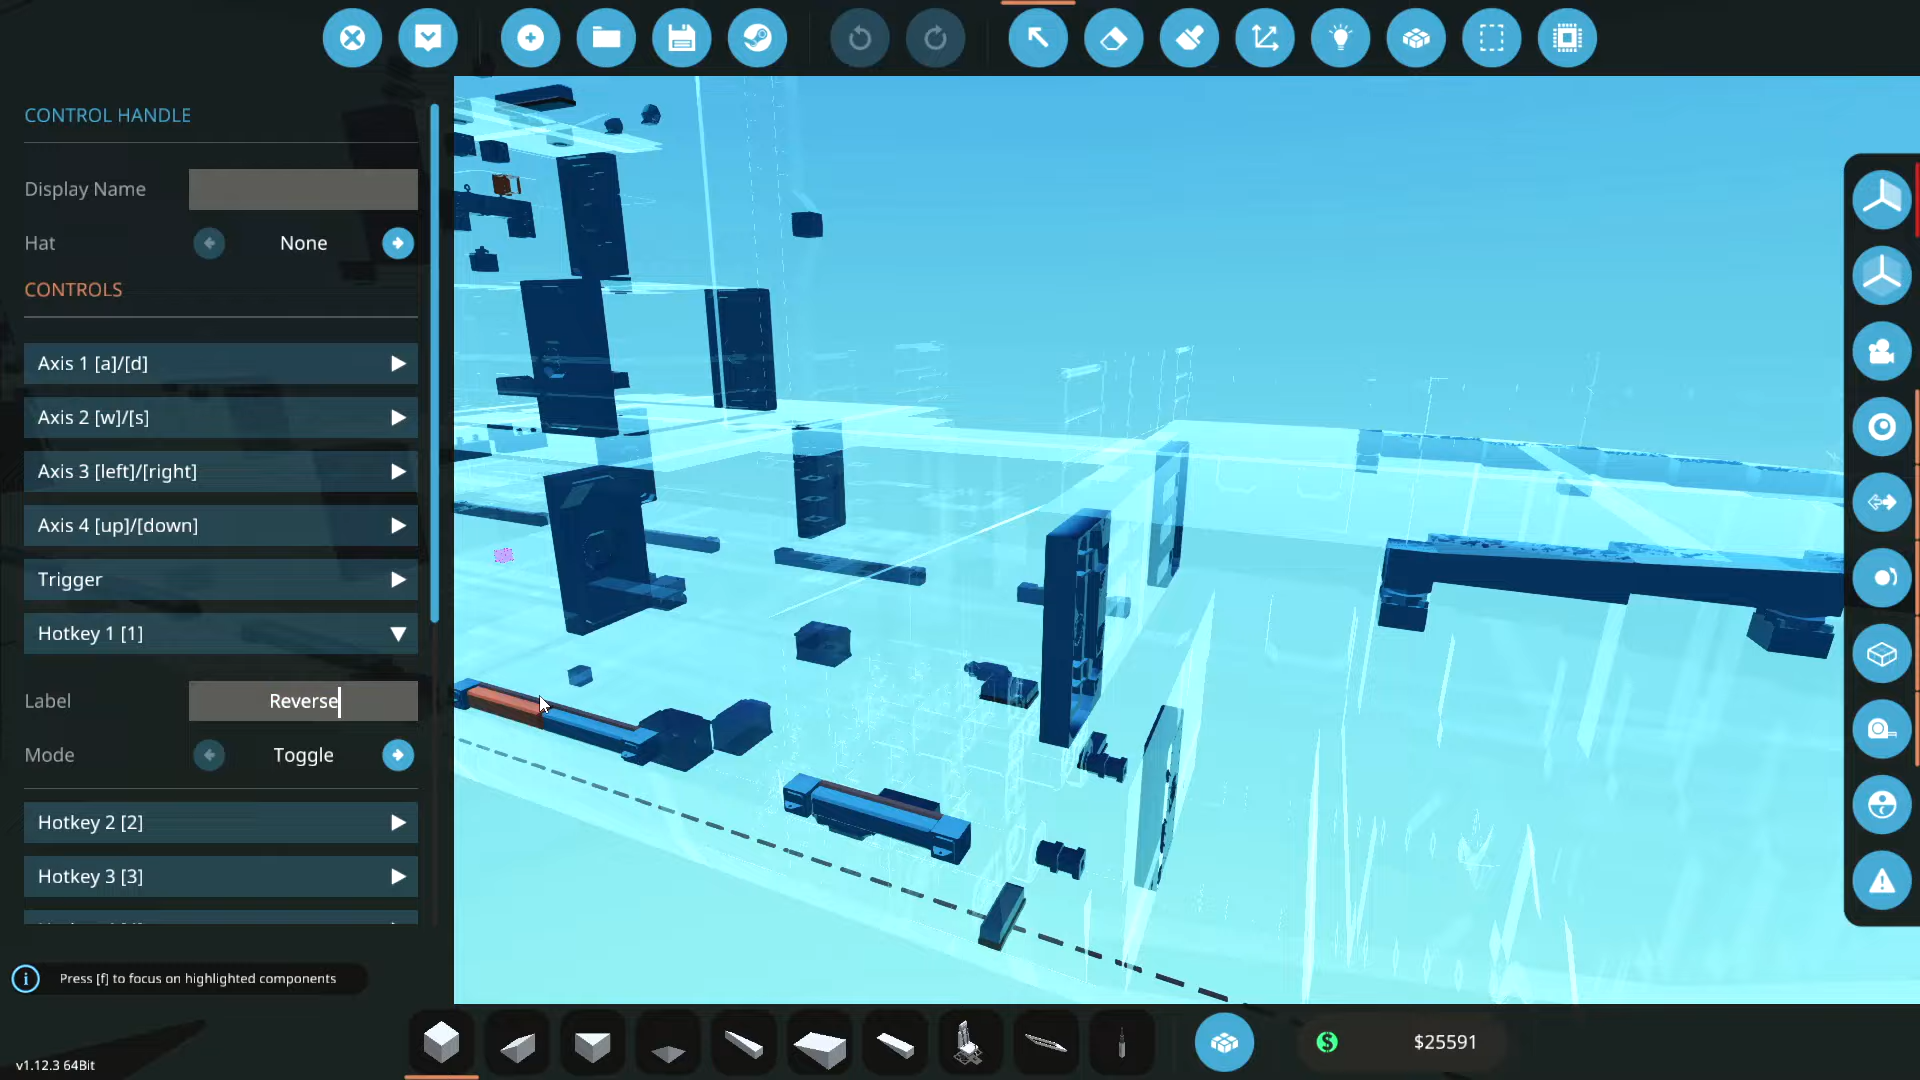 CONTROL HANDLE
Display Name
Hat
None
CONTROLS
Axis 1 [a]/[d]
Axis 2 [w]/[s]
Axis 3 [left]/[right]
Axis 4 [up]/[down]
Trigger
Hotkey 1 [1]
Label
Reverse
Mode
Toggle
Hotkey 2 [2]
Hotkey 3 [3]
Press [f] to focus on highlighted components
v1.12.3 64Bit
$25591